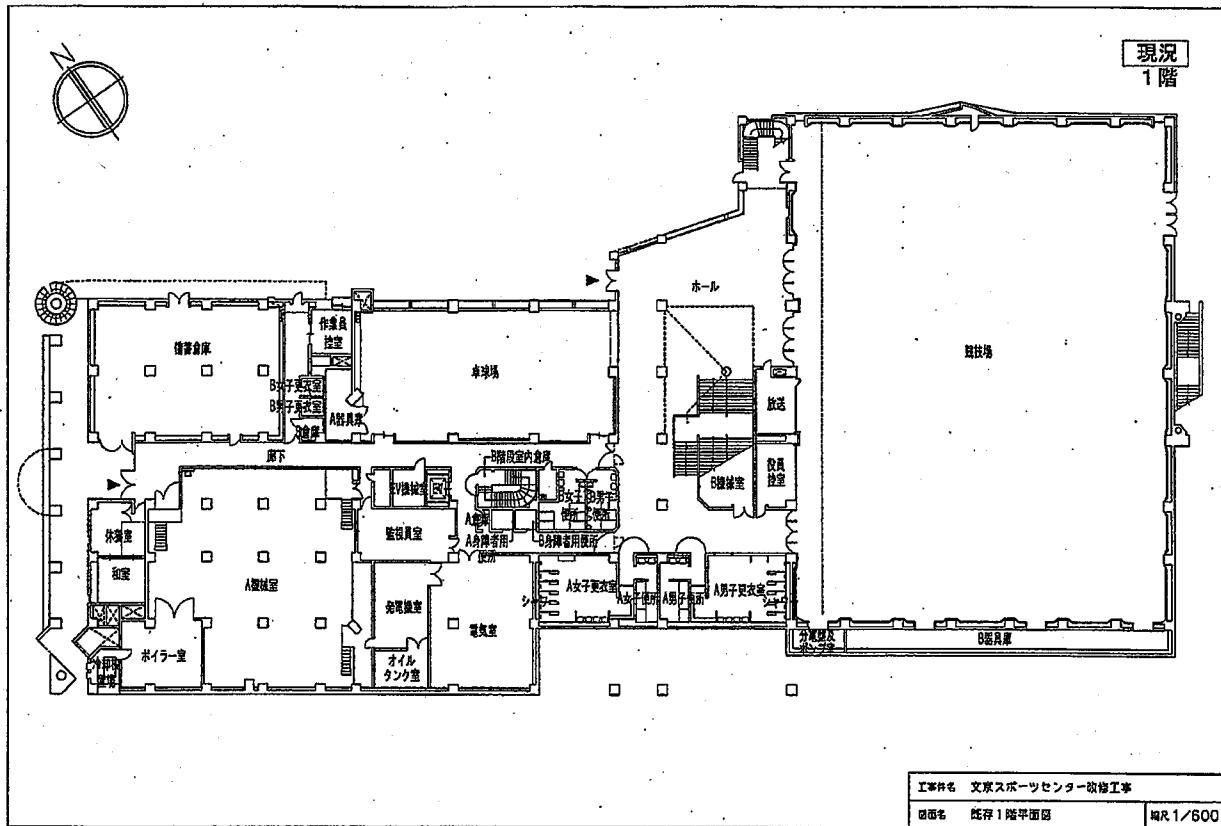 N
現況
1階
ホール
競技場
作業員
控室
備蓄倉庫
卓球場
B女子更衣室
B男子更衣室
B倉庫
A器具庫
放送
役員
控室
B機械室
廊下
B階段室内倉庫
EV機械室
EV
B女子
便所
B男子
便所
A倉庫
監視員室
A身障者用
便所
B身障者用便所
休養室
和室
A機械室
発電機室
電気室
シャワー
A女子更衣室
A女子便所
A男子便所
A男子更衣室
シャワー
ボイラー室
オイル
タンク室
分電盤及
ポンプ室
B器具庫
工事件名 文京スポーツセンター改修工事
図面名 既存1階平面図
縮尺1/600